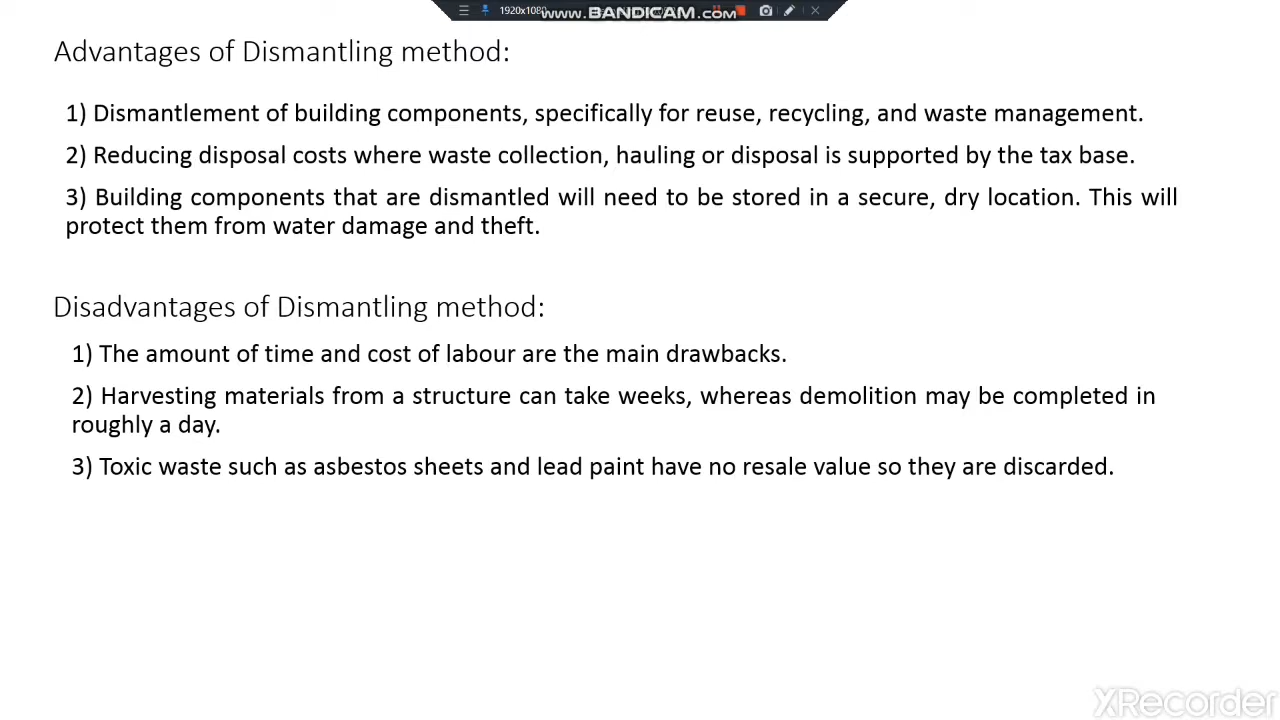 1920x1080
www.BANDICAM.com
Advantages of Dismantling method:
1) Dismantlement of building components, specifically for reuse, recycling, and waste management.
2) Reducing disposal costs where waste collection, hauling or disposal is supported by the tax base.
3) Building components that are dismantled will need to be stored in a secure, dry location. This will
protect them from water damage and theft.
Disadvantages of Dismantling method:
1) The amount of time and cost of labour are the main drawbacks.
2) Harvesting materials from a structure can take weeks, whereas demolition may be completed in
roughly a day.
3) Toxic waste such as asbestos sheets and lead paint have no resale value so they are discarded.
XRecorder